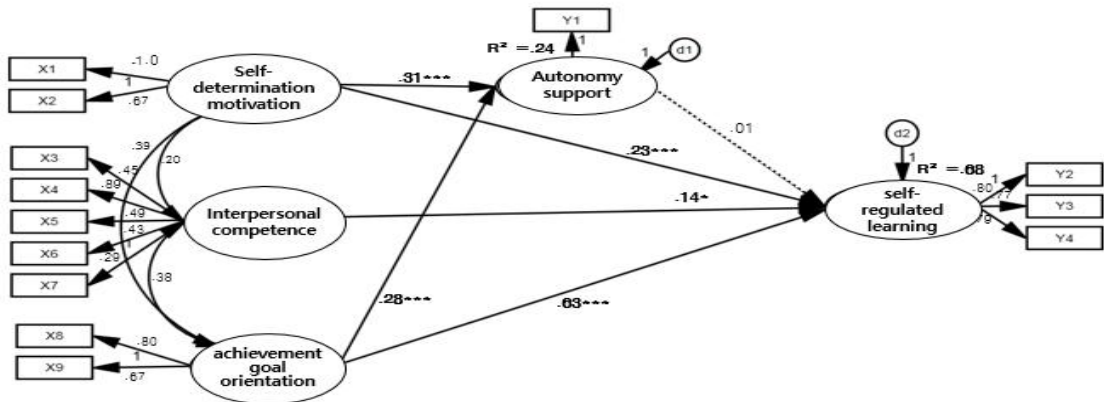 Y1
1
R² =.24
1
d1
X1
-1.0
1
X2
.67
Self-
determination
motivation
.31***
Autonomy
support
.01
d2
1
.39
.20
.23***
X3
.45
X4
.89
X5
.49
X6
.43
1
X7
.29
Interpersonal
competence
.14*
R² =.68
self-
regulated
learning
1
.80
.77
.79
Y2
Y3
Y4
.38
.28***
.63***
X8
.80
1
X9
.67
achievement
goal
orientation